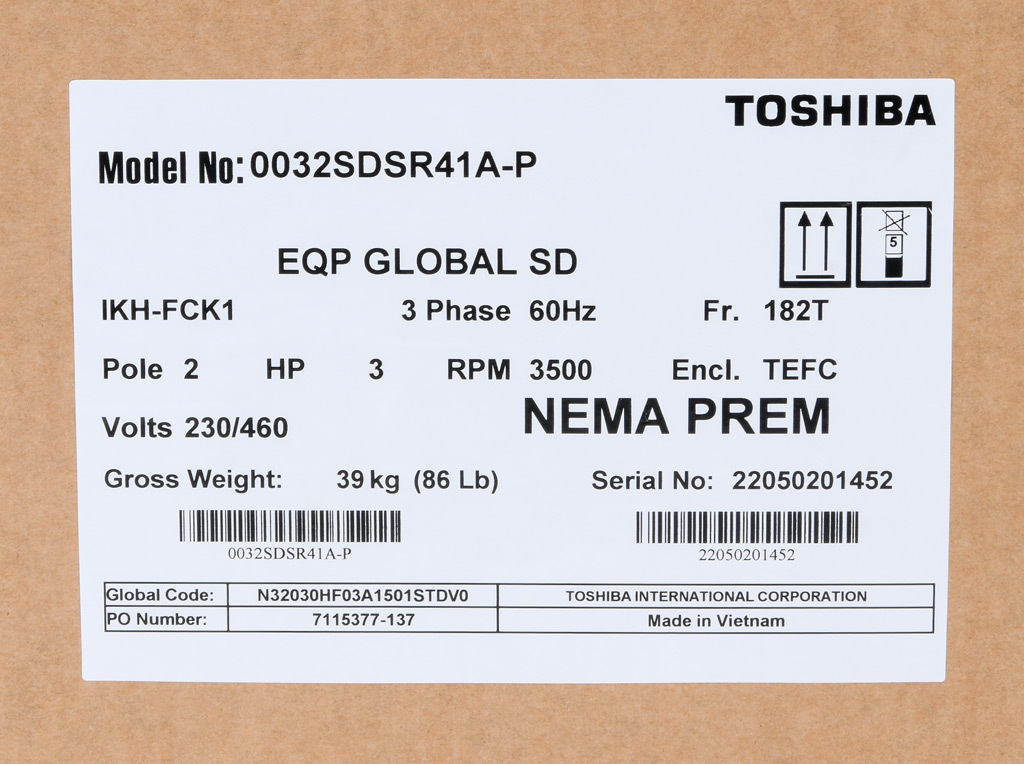 TOSHIBA
Model No: 0032SDSR41A-P
5
EQP GLOBAL SD
IKH-FCK1 3 Phase 60Hz Fr. 182T
Pole 2 HP 3 RPM 3500 Encl. TEFC
Volts 230/460 NEMA PREM
Gross Weight: 39 kg (86 Lb) Serial No: 22050201452
0032SDSR41A-P 22050201452
Global Code: N32030HF03A1501STDV0 TOSHIBA INTERNATIONAL CORPORATION
PO Number: 7115377-137 Made in Vietnam